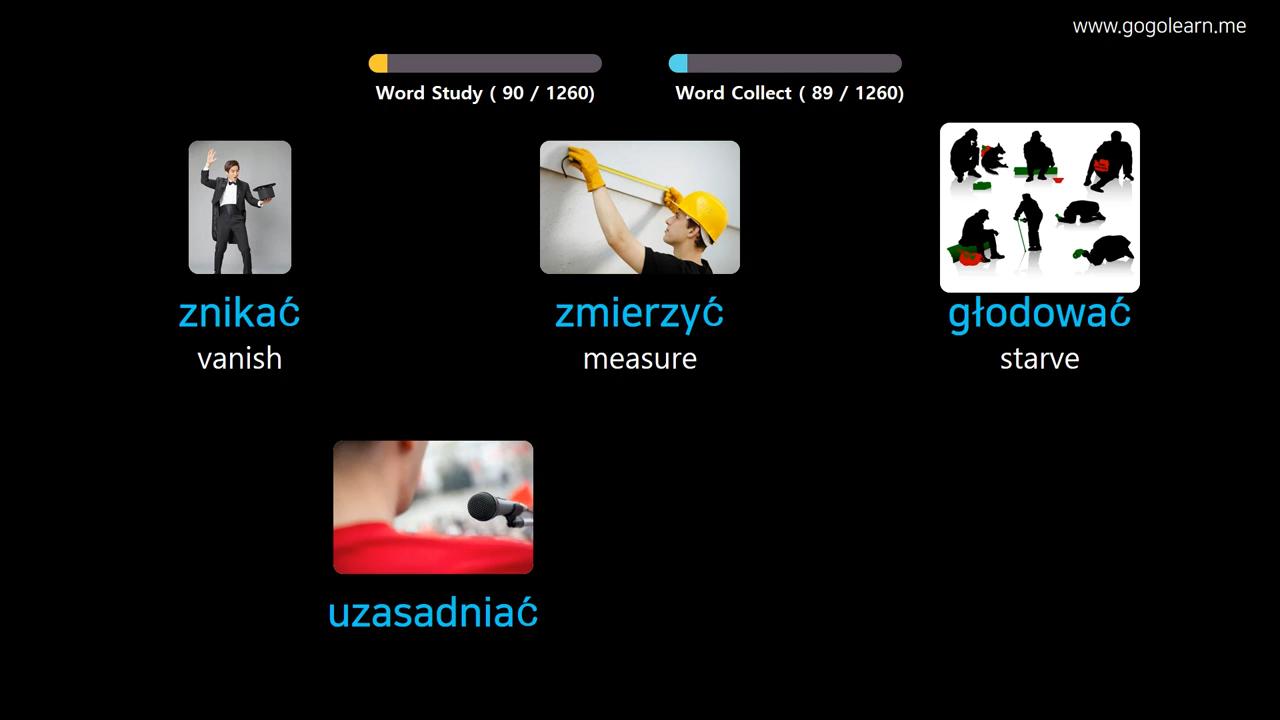 www.gogolearn.me
Word Study ( 90 / 1260)
Word Collect ( 89 / 1260)
znikać
zmierzyć
głodować
vanish
measure
starve
uzasadniać